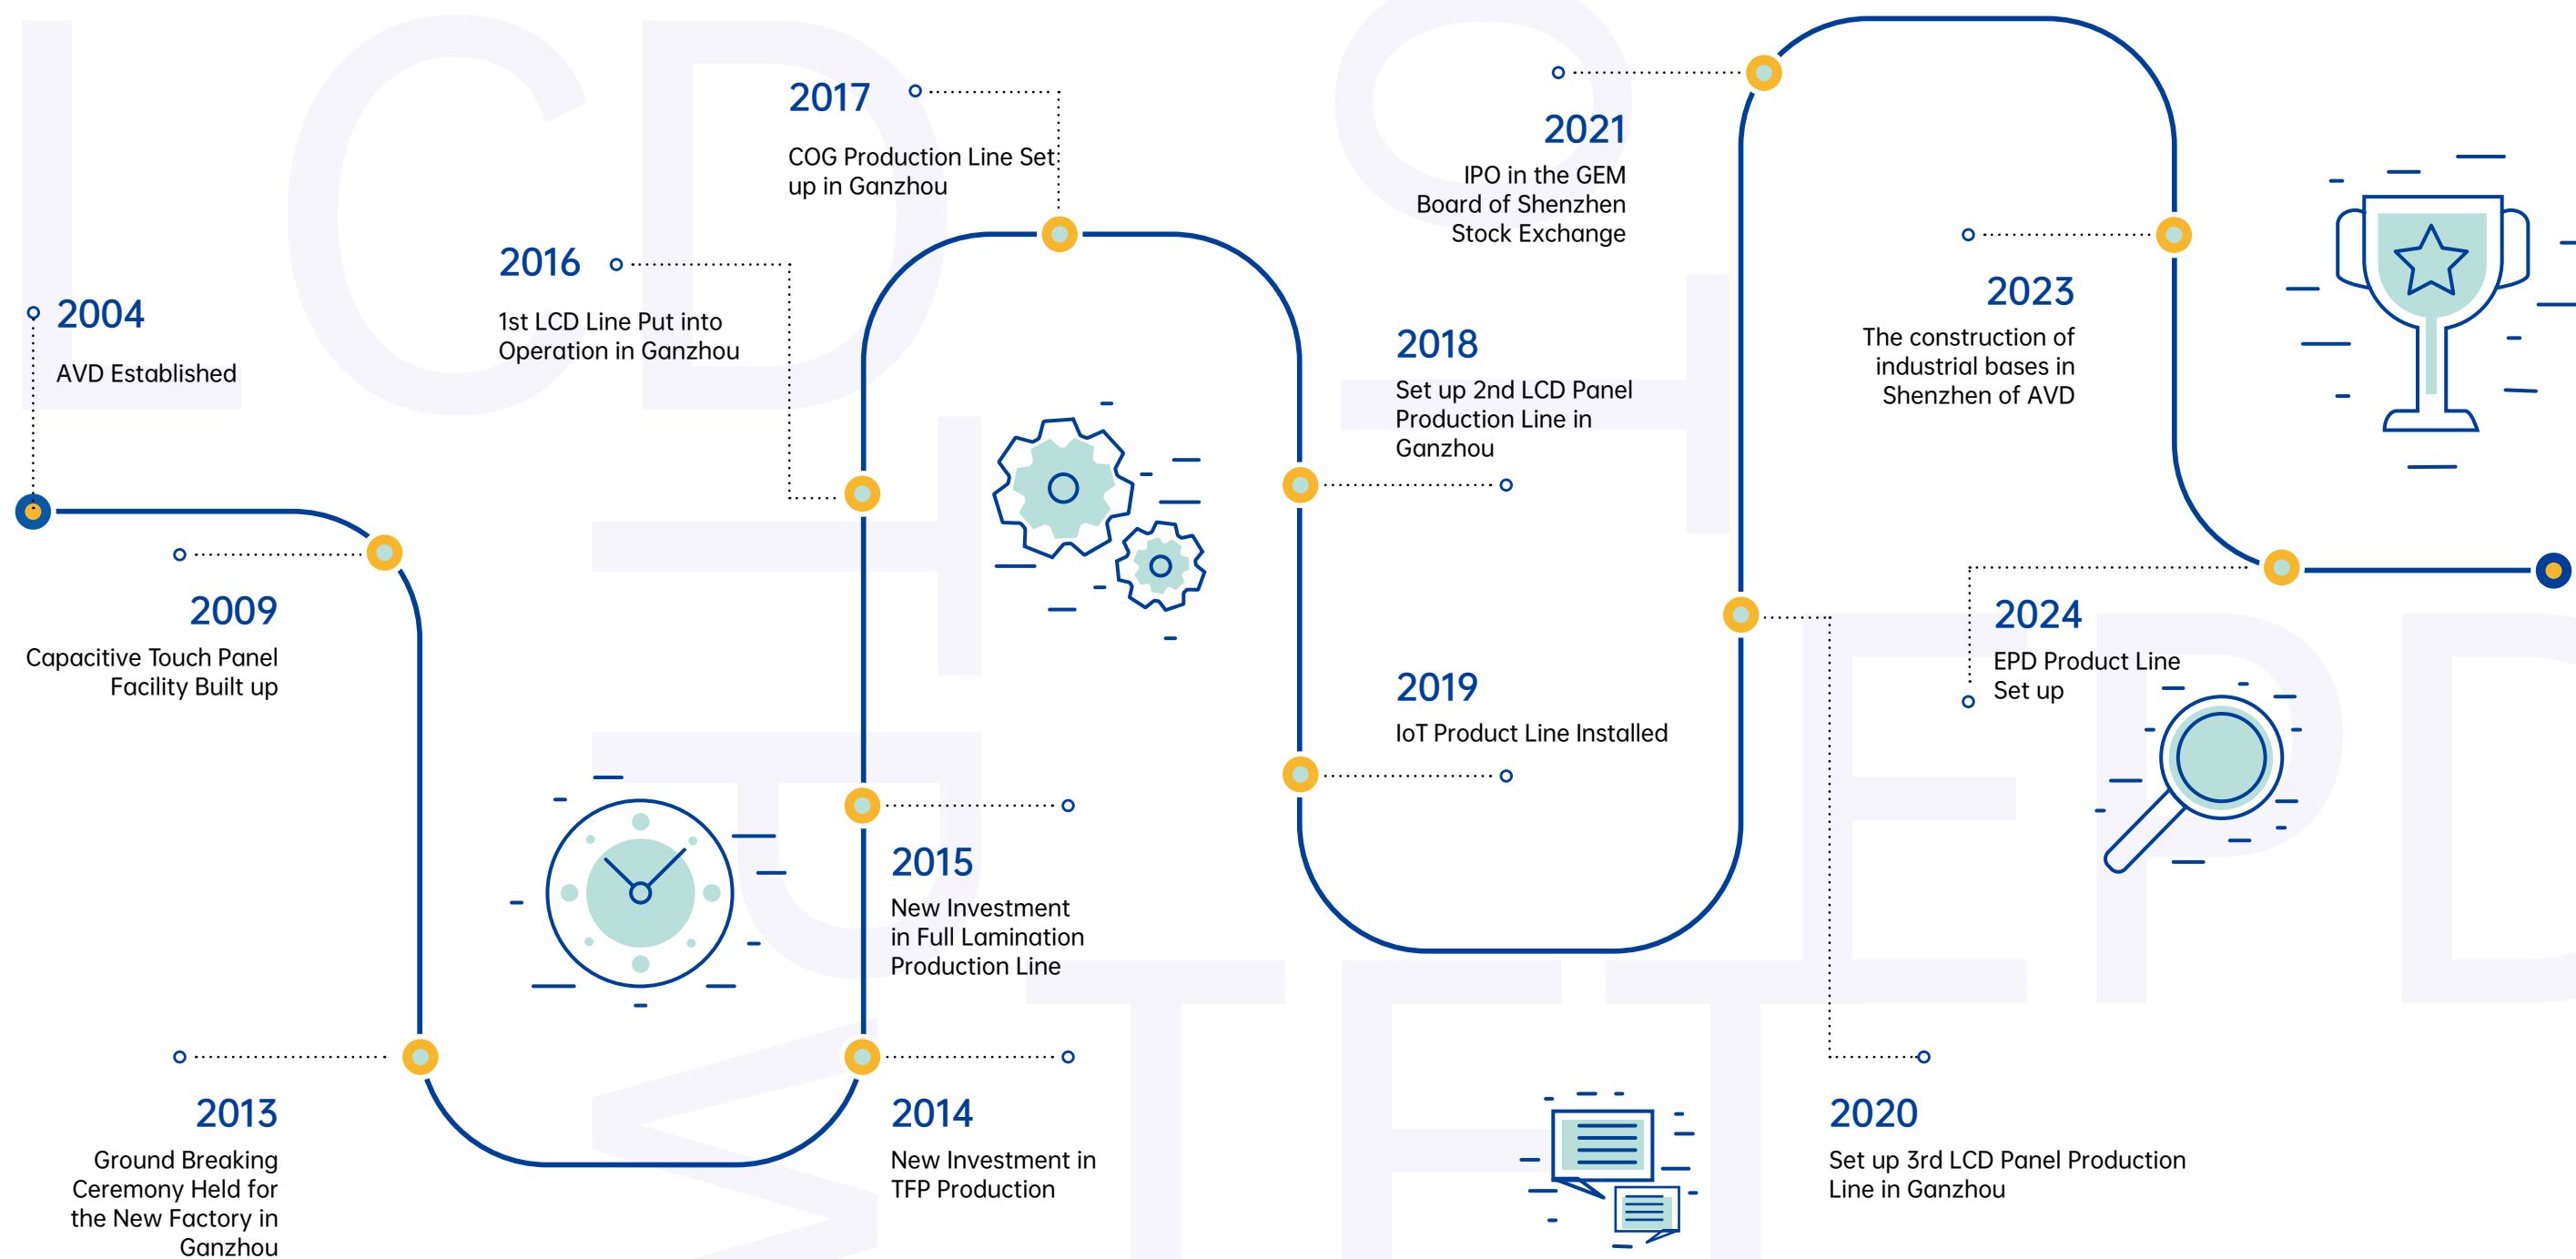 2004
AVD Established
2009
Capacitive Touch Panel
Facility Built up
2013
Ground Breaking
Ceremony Held for
the New Factory in
Ganzhou
2014
New Investment in
TFP Production
2015
New Investment
in Full Lamination
Production Line
2016
1st LCD Line Put into
Operation in Ganzhou
2017
COG Production Line Set
up in Ganzhou
2018
Set up 2nd LCD Panel
Production Line in
Ganzhou
2019
IoT Product Line Installed
2020
Set up 3rd LCD Panel Production
Line in Ganzhou
2021
IPO in the GEM
Board of Shenzhen
Stock Exchange
2023
The construction of
industrial bases in
Shenzhen of AVD
2024
EPD Product Line
Set up
LCD
TFT
EPD